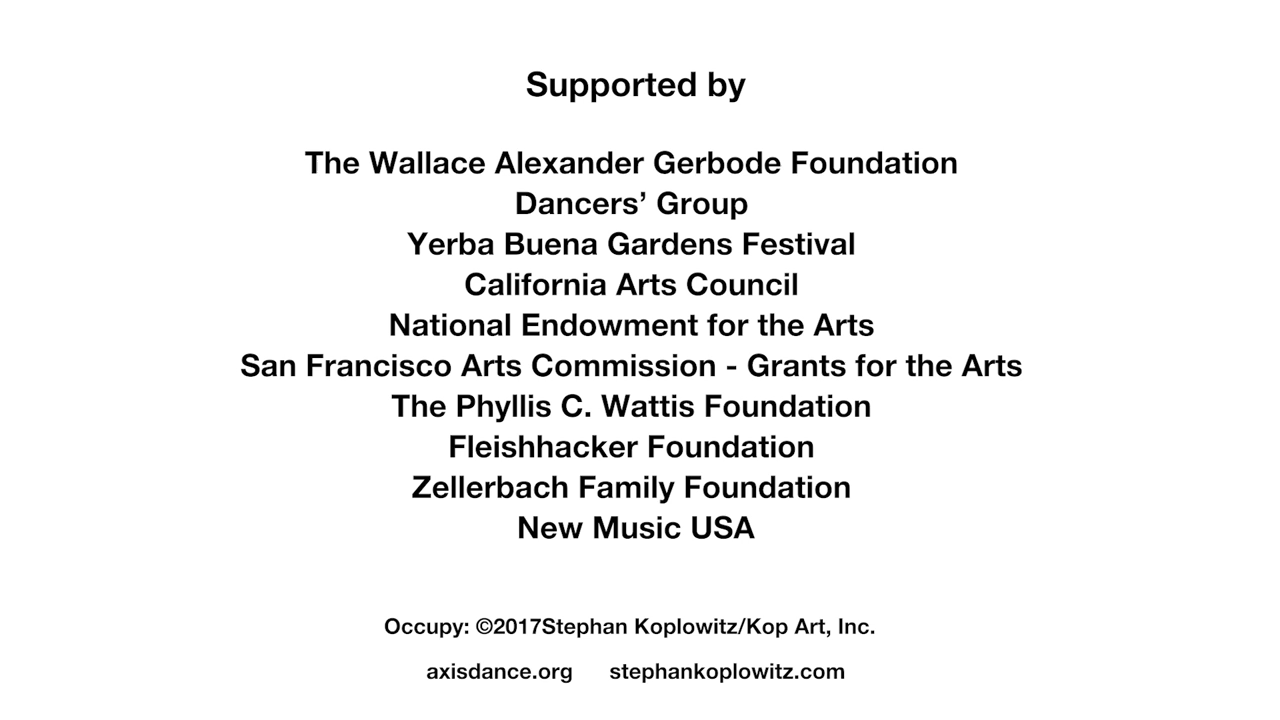 Supported by
The Wallace Alexander Gerbode Foundation
Dancers’ Group
Yerba Buena Gardens Festival
California Arts Council
National Endowment for the Arts
San Francisco Arts Commission - Grants for the Arts
The Phyllis C. Wattis Foundation
Fleishhacker Foundation
Zellerbach Family Foundation
New Music USA
Occupy: ©2017Stephan Koplowitz/Kop Art, Inc.
axisdance.org stephankoplowitz.com